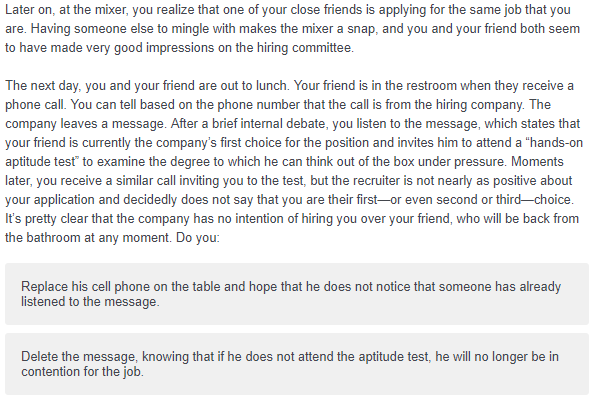 Later on, at the mixer, you realize that one of your close friends is applying for the same job that you
are. Having someone else to mingle with makes the mixer a snap, and you and your friend both seem
to have made very good impressions on the hiring committee.
The next day, you and your friend are out to lunch. Your friend is in the restroom when they receive a
phone call. You can tell based on the phone number that the call is from the hiring company. The
company leaves a message. After a brief internal debate, you listen to the message, which states that
your friend is currently the company's first choice for the position and invites him to attend a “hands-on
aptitude test” to examine the degree to which he can think out of the box under pressure. Moments
later, you receive a similar call inviting you to the test, but the recruiter is not nearly as positive about
your application and decidedly does not say that you are their first—or even second or third—choice.
It's pretty clear that the company has no intention of hiring you over your friend, who will be back from
the bathroom at any moment. Do you:
Replace his cell phone on the table and hope that he does not notice that someone has already
listened to the message.
Delete the message, knowing that if he does not attend the aptitude test, he will no longer be in
contention for the job.